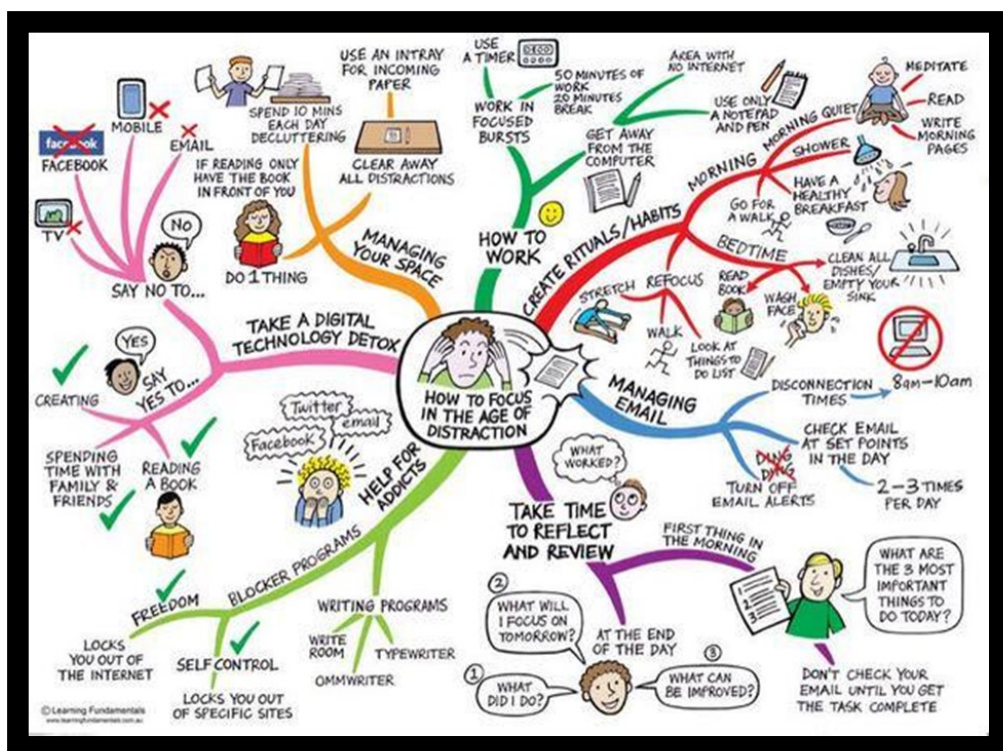 HOW TO FOCUS
IN THE AGE OF
DISTRACTION
HOW TO
WORK
WORK IN
FOCUSED
BURSTS
USE
A TIMER
50 MINUTES OF
WORK
20 MINUTES
BREAK
GET AWAY
FROM THE
COMPUTER
AREA WITH
NO INTERNET
USE ONLY
A NOTEPAD
AND PEN
CREATE RITUALS/HABITS
MORNING
MORNING QUIET
MEDITATE
READ
WRITE
MORNING
PAGES
SHOWER
HAVE A
HEALTHY
BREAKFAST
GO FOR
A WALK
BEDTIME
CLEAN ALL
DISHES/
EMPTY YOUR
SINK
READ
BOOK
WASH
FACE
REFOCUS
STRETCH
WALK
LOOK AT
THINGS TO
DO LIST
MANAGING
EMAIL
DISCONNECTION
TIMES
8am-10am
CHECK EMAIL
AT SET POINTS
IN THE DAY
2-3 TIMES
PER DAY
DING
DING
TURN OFF
EMAIL ALERTS
TAKE TIME
TO REFLECT
AND REVIEW
WHAT
WORKED?
FIRST THING IN
THE MORNING
1
2
3
WHAT ARE
THE 3 MOST
IMPORTANT
THINGS TO
DO TODAY?
DON'T CHECK YOUR
EMAIL UNTIL YOU GET
THE TASK COMPLETE
AT THE END
OF THE DAY
1
WHAT
DID I DO?
2
WHAT WILL
I FOCUS ON
TOMORROW?
3
WHAT CAN
BE IMPROVED?
HELP FOR
ADDICTS
Twitter
email
Facebook
WRITING PROGRAMS
WRITE
ROOM
OMMWRITER
TYPEWRITER
BLOCKER PROGRAMS
FREEDOM
LOCKS
YOU OUT OF
THE INTERNET
SELF CONTROL
LOCKS YOU OUT
OF SPECIFIC SITES
TAKE A DIGITAL
TECHNOLOGY DETOX
SAY NO TO...
NO
TV
facebook
FACEBOOK
MOBILE
EMAIL
SAY
YES TO...
YES
CREATING
SPENDING
TIME WITH
FAMILY &
FRIENDS
READING
A BOOK
MANAGING
YOUR SPACE
SPEND 10 MINS
EACH DAY
DECLUTTERING
USE AN INTRAY
FOR INCOMING
PAPER
CLEAR AWAY
ALL DISTRACTIONS
IF READING ONLY
HAVE THE BOOK
IN FRONT OF YOU
DO 1 THING
© Learning Fundamentals
www.learningfundamentals.com.au